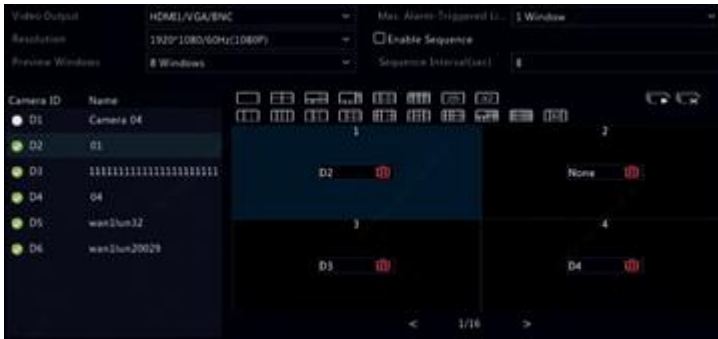 Video Output HDMI1/VGA/BNC Max. Alarm-Triggered Li... 1 Window
Resolution 1920*1080/60Hz(1080P) Enable Sequence
Preview Windows 8 Windows Sequence Interval(sec) 8
Camera ID Name
D1 Camera 04
D2 01
D3
D4 04
D5 wan1lun32
D6 wan1lun20029
1 2
D2 None
3 4
D3 D4
< 1/16 >